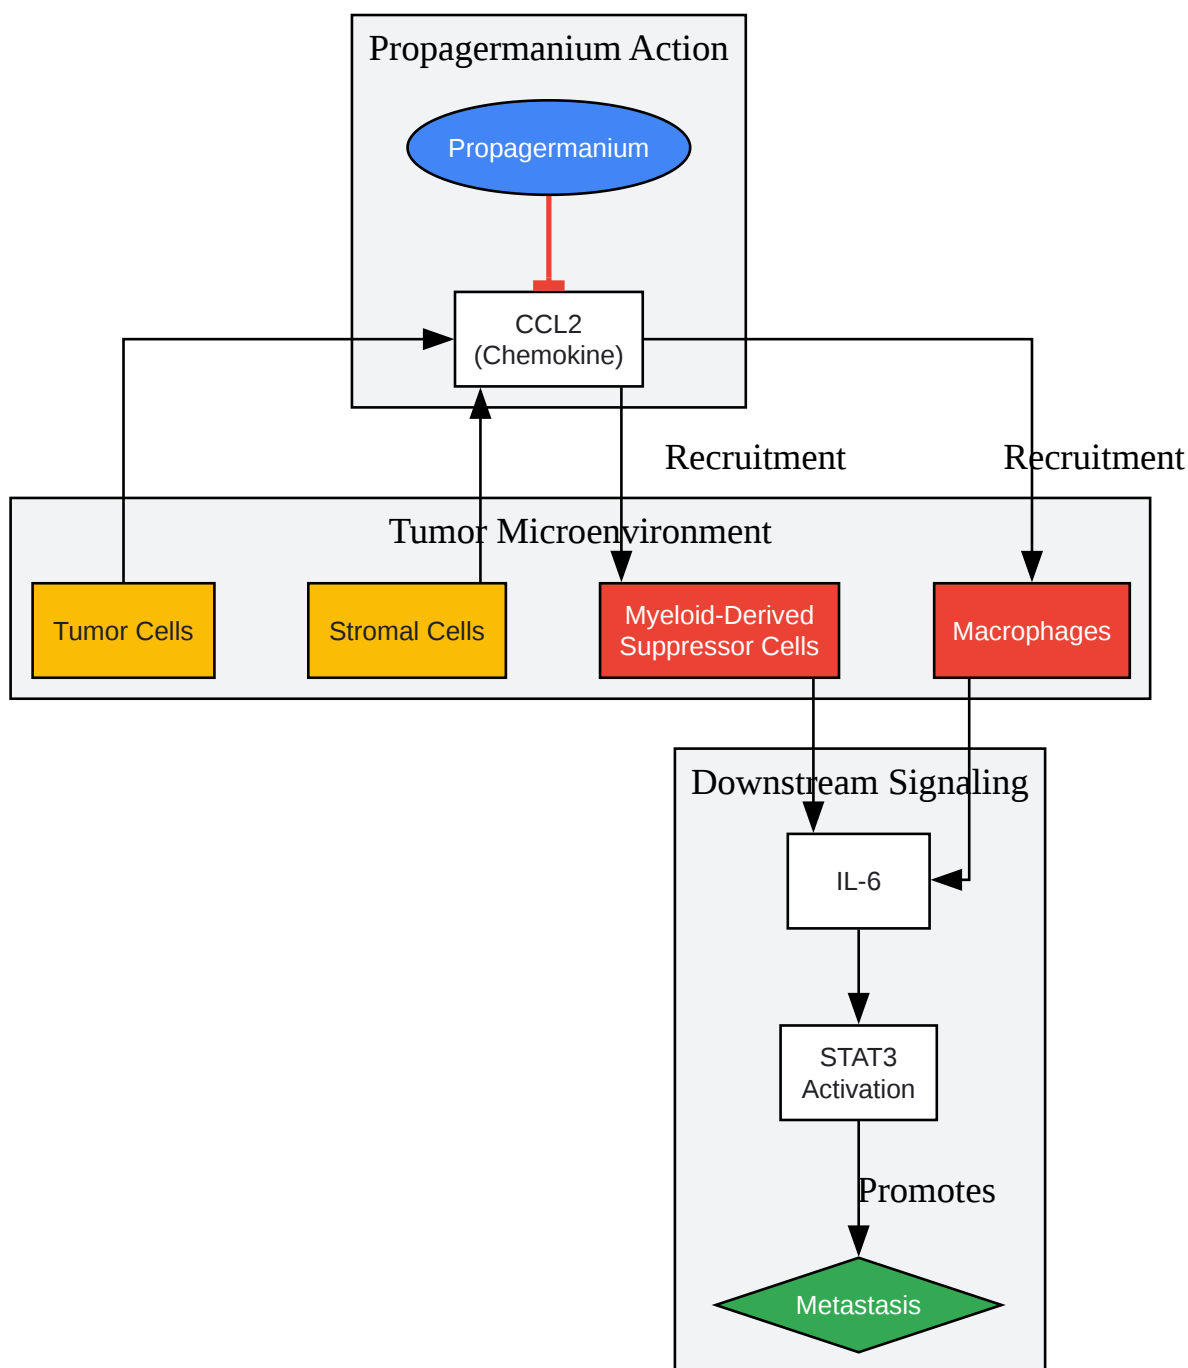 Propagermanium Action
Propagermanium
CCL2
(Chemokine)
Recruitment
Recruitment
Tumor Microenvironment
Tumor Cells
Stromal Cells
Myeloid-Derived
Suppressor Cells
Macrophages
Downstream Signaling
IL-6
STAT3
Activation
Promotes
Metastasis